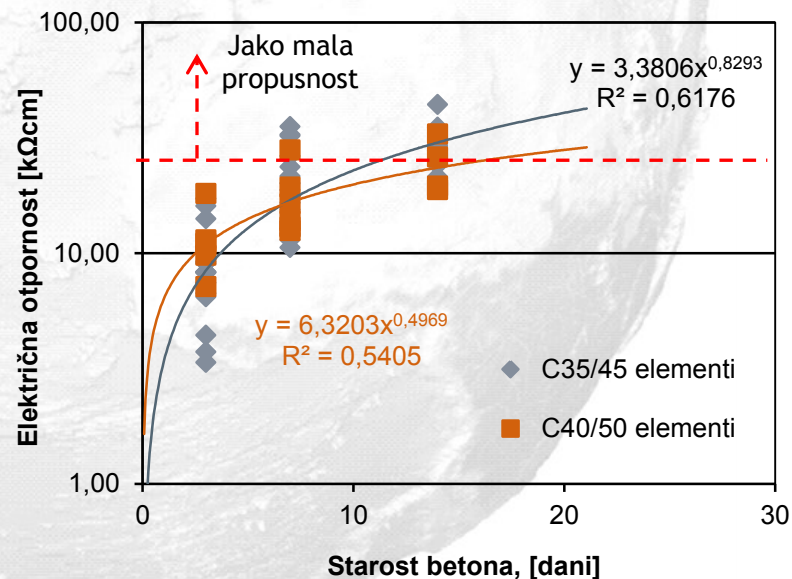 100,00
10,00
1,00
Električna otpornost [kΩcm]
Jako mala
propusnost
y = 3,3806x^0,8293
R² = 0,6176
y = 6,3203x^0,4969
R² = 0,5405
C35/45 elementi
C40/50 elementi
0 10 20 30
Starost betona, [dani]